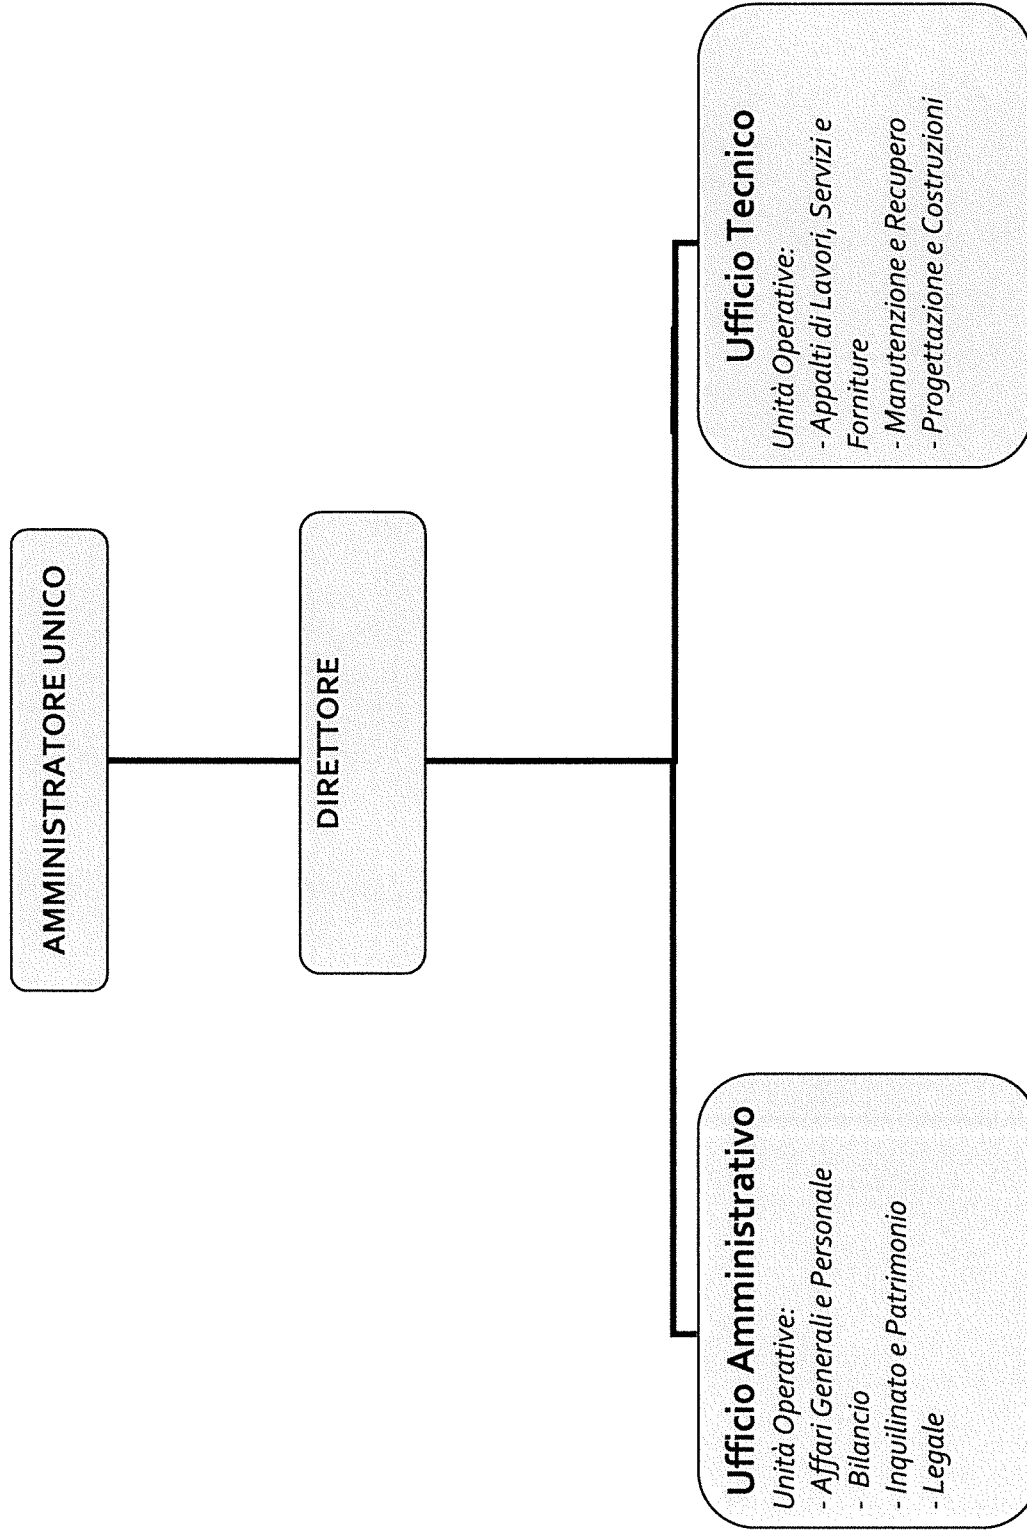 AMMINISTRATORE UNICO
DIRETTORE
Ufficio Amministrativo
Unità Operative:
- Affari Generali e Personale
- Bilancio
- Inquilinato e Patrimonio
- Legale
Ufficio Tecnico
Unità Operative:
- Appalti di Lavori, Servizi e
Forniture
- Manutenzione e Recupero
- Progettazione e Costruzioni